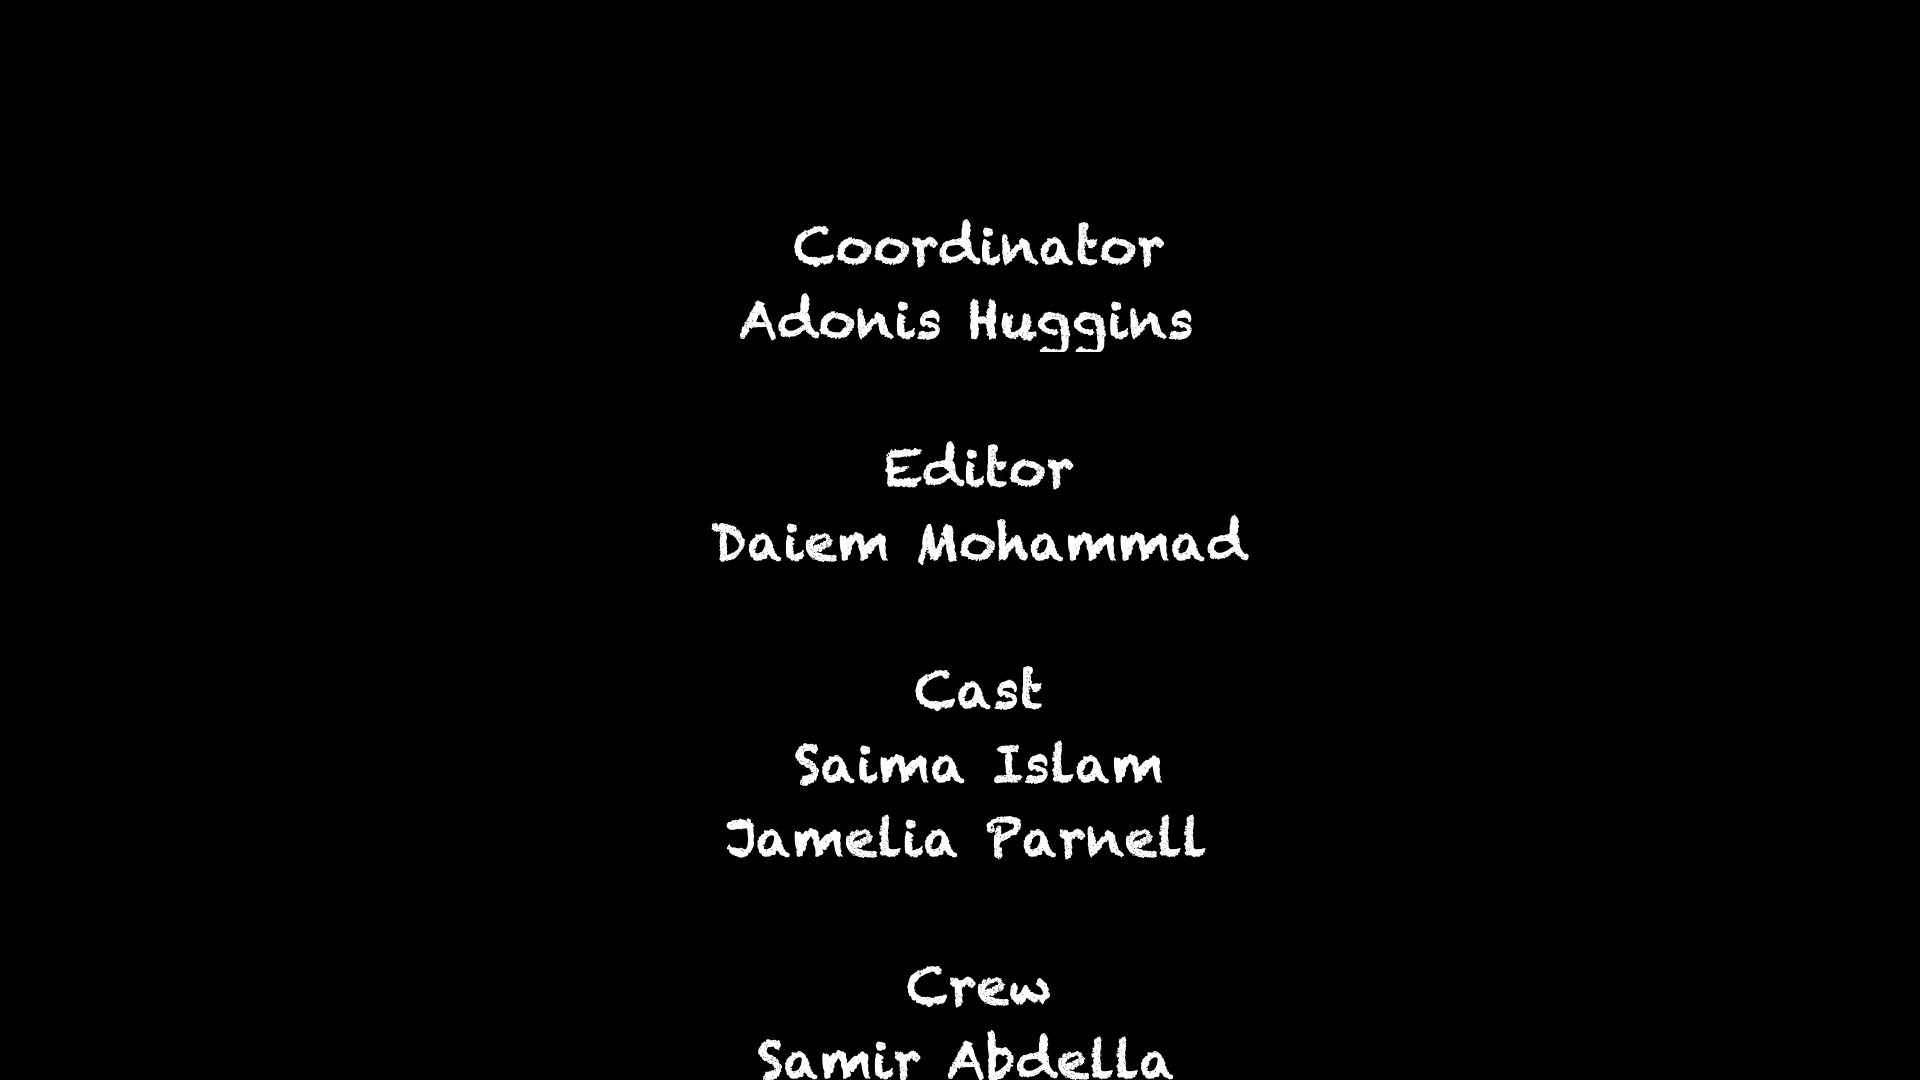 Coordinator
Adonis Huggins
Editor
Daiem Mohammad
Cast
Saima Islam
Jamelia Parnell
Crew
Samir Abdella